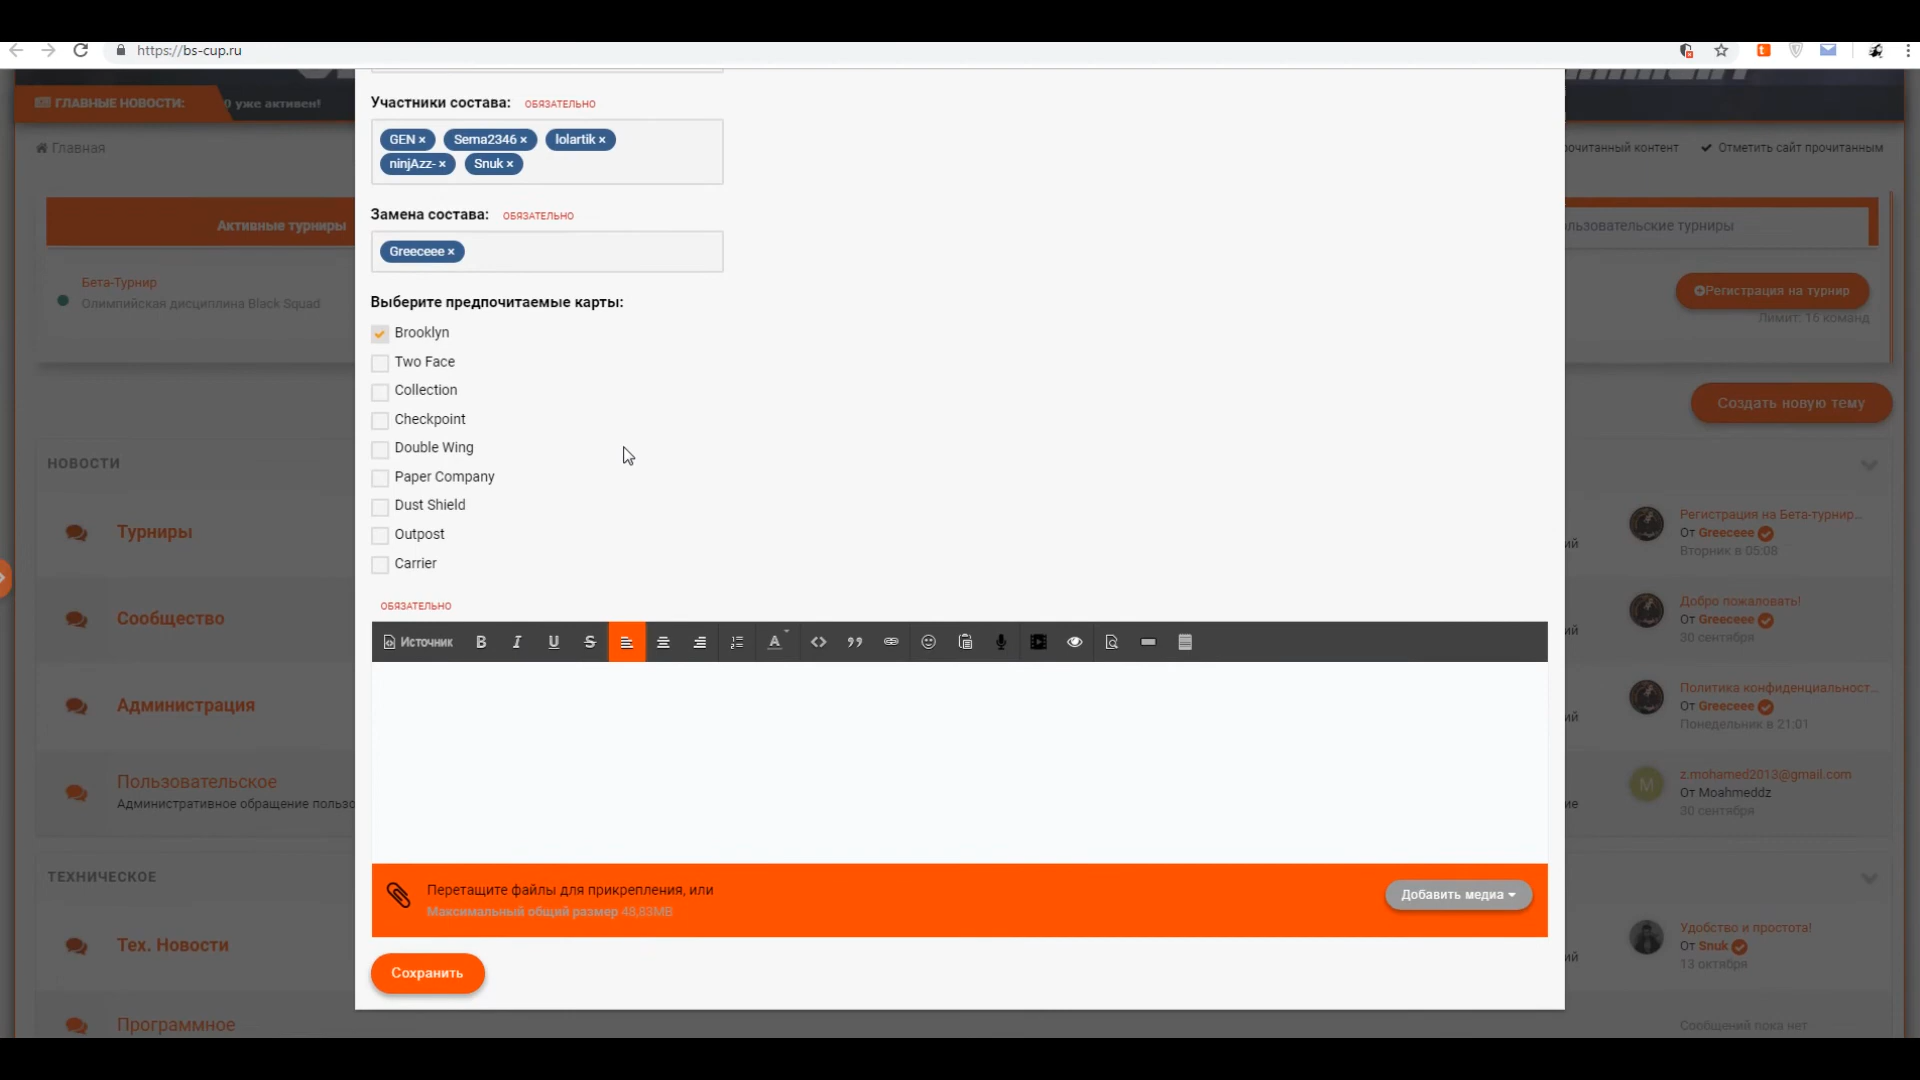 https://bs-cup.ru
ГЛАВНЫЕ НОВОСТИ:
уже активен!
Главная
Отметить сайт прочитанным
Активные турниры
Бета-Турнир
Олимпийская дисциплина Black Squad
Участники состава: ОБЯЗАТЕЛЬНО
GEN × Sema2346 × lolartik ×
ninjAzz- × Snuk ×
Замена состава: ОБЯЗАТЕЛЬНО
Greeceee ×
Выберите предпочитаемые карты:
Brooklyn
Two Face
Collection
Checkpoint
Double Wing
Paper Company
Dust Shield
Outpost
Carrier
ОБЯЗАТЕЛЬНО
Источник
Перетащите файлы для прикрепления, или
Максимальный общий размер 48,83MB
Добавить медиа
Сохранить
НОВОСТИ
Турниры
Сообщество
Администрация
Пользовательское
Административное обращение польз
ТЕХНИЧЕСКОЕ
Тех. Новости
Программное
турниры
Регистрация на турнир
Лимит: 16 команд
Создать новую тему
Регистрация на Бета-турнир...
От Greeceee
Вторник в 05:08
Добро пожаловать!
От Greeceee
30 сентября
Политика конфиденциальност...
От Greeceee
Понедельник в 21:01
M
z.mohamed2013@gmail.com
От Moahmeddz
30 сентября
Удобство и простота!
От Snuk
13 октября
Сообщений пока нет